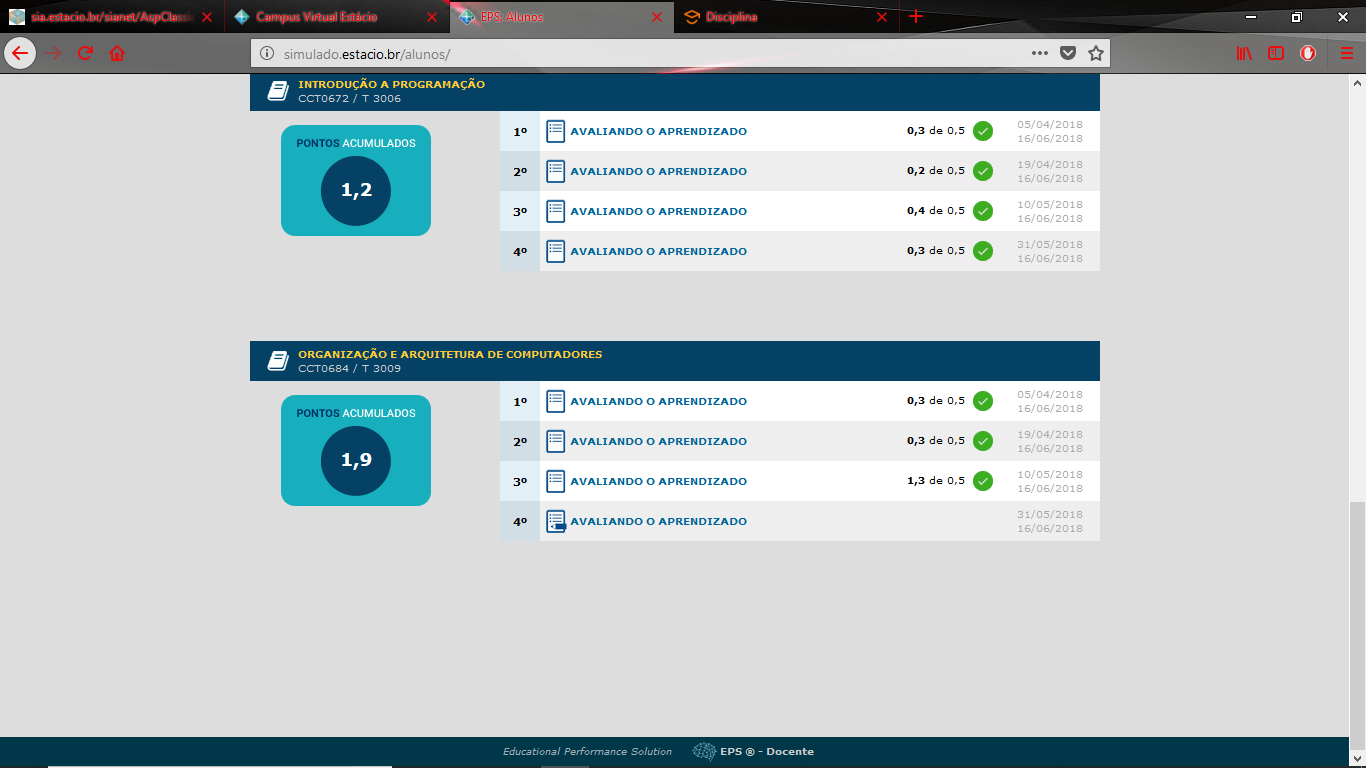 sia.estacio.br/sianet/AspClassi
Campus Virtual Estácio
EPS: Alunos
Disciplina
simulado.estacio.br/alunos/
INTRODUÇÃO A PROGRAMAÇÃO
CCT0672 / T 3006
PONTOS ACUMULADOS
1,2
1º AVALIANDO O APRENDIZADO 0,3 de 0,5 05/04/2018
16/06/2018
2º AVALIANDO O APRENDIZADO 0,2 de 0,5 19/04/2018
16/06/2018
3º AVALIANDO O APRENDIZADO 0,4 de 0,5 10/05/2018
16/06/2018
4º AVALIANDO O APRENDIZADO 0,3 de 0,5 31/05/2018
16/06/2018
ORGANIZAÇÃO E ARQUITETURA DE COMPUTADORES
CCT0684 / T 3009
PONTOS ACUMULADOS
1,9
1º AVALIANDO O APRENDIZADO 0,3 de 0,5 05/04/2018
16/06/2018
2º AVALIANDO O APRENDIZADO 0,3 de 0,5 19/04/2018
16/06/2018
3º AVALIANDO O APRENDIZADO 1,3 de 0,5 10/05/2018
16/06/2018
4º AVALIANDO O APRENDIZADO 31/05/2018
16/06/2018
Educational Performance Solution EPS ® - Docente